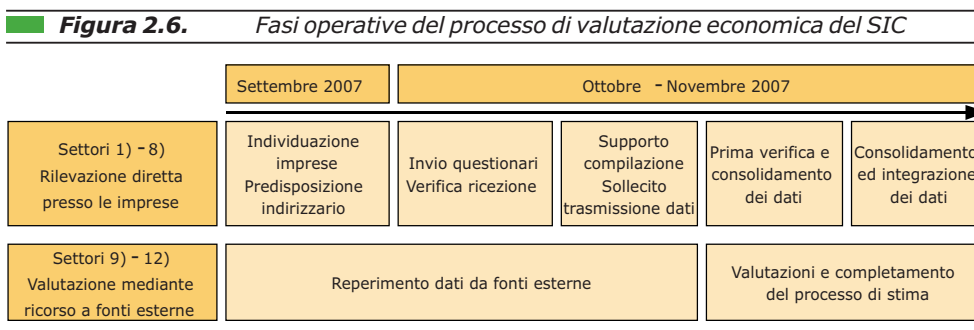 Figura 2.6. Fasi operative del processo di valutazione economica del SIC
Settembre 2007
Ottobre - Novembre 2007
Settori 1) - 8)
Rilevazione diretta
presso le imprese
Individuazione
imprese
Predisposizione
indirizzario
Invio questionari
Verifica ricezione
Supporto
compilazione
Sollecito
trasmissione dati
Prima verifica e
consolidamento
dei dati
Consolidamento
ed integrazione
dei dati
Settori 9) - 12)
Valutazione mediante
ricorso a fonti esterne
Reperimento dati da fonti esterne
Valutazioni e completamento
del processo di stima